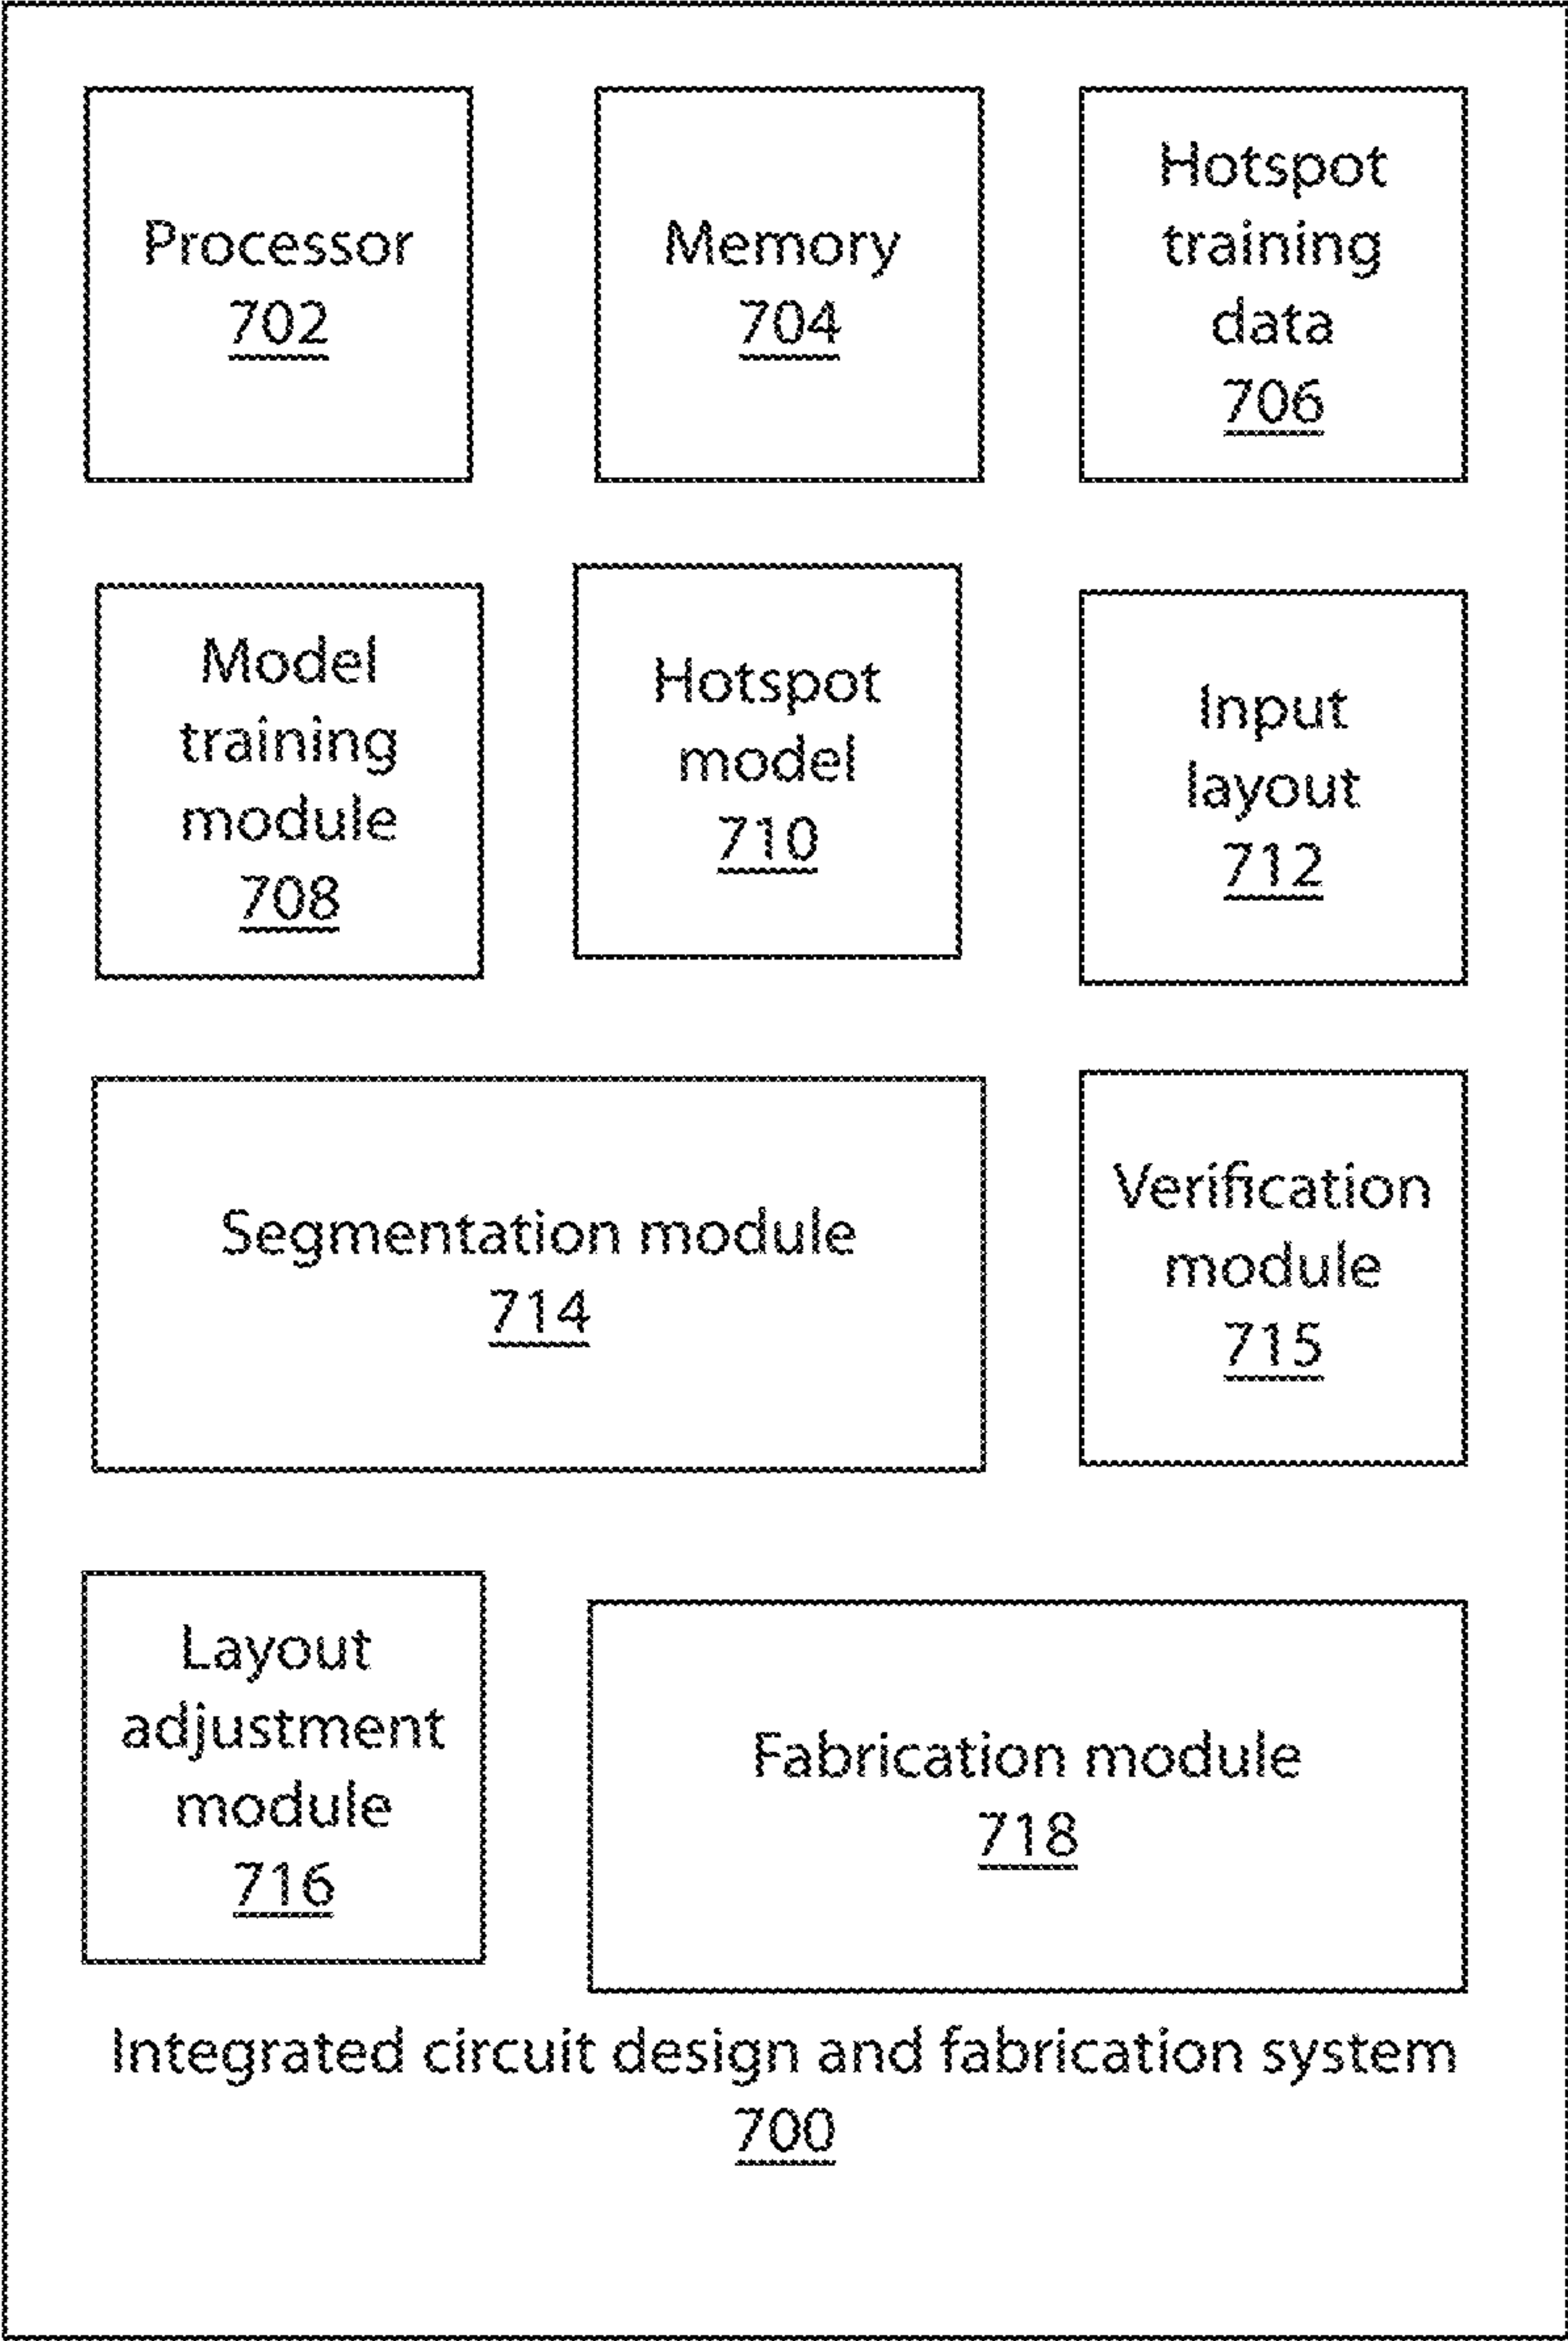 Processor
702
Memory
704
Hotspot
training
data
706
Model
training
module
708
Hotspot
model
710
Input
layout
712
Segmentation module
714
Verification
module
715
Layout
adjustment
module
716
Fabrication module
718
Integrated circuit design and fabrication system
700